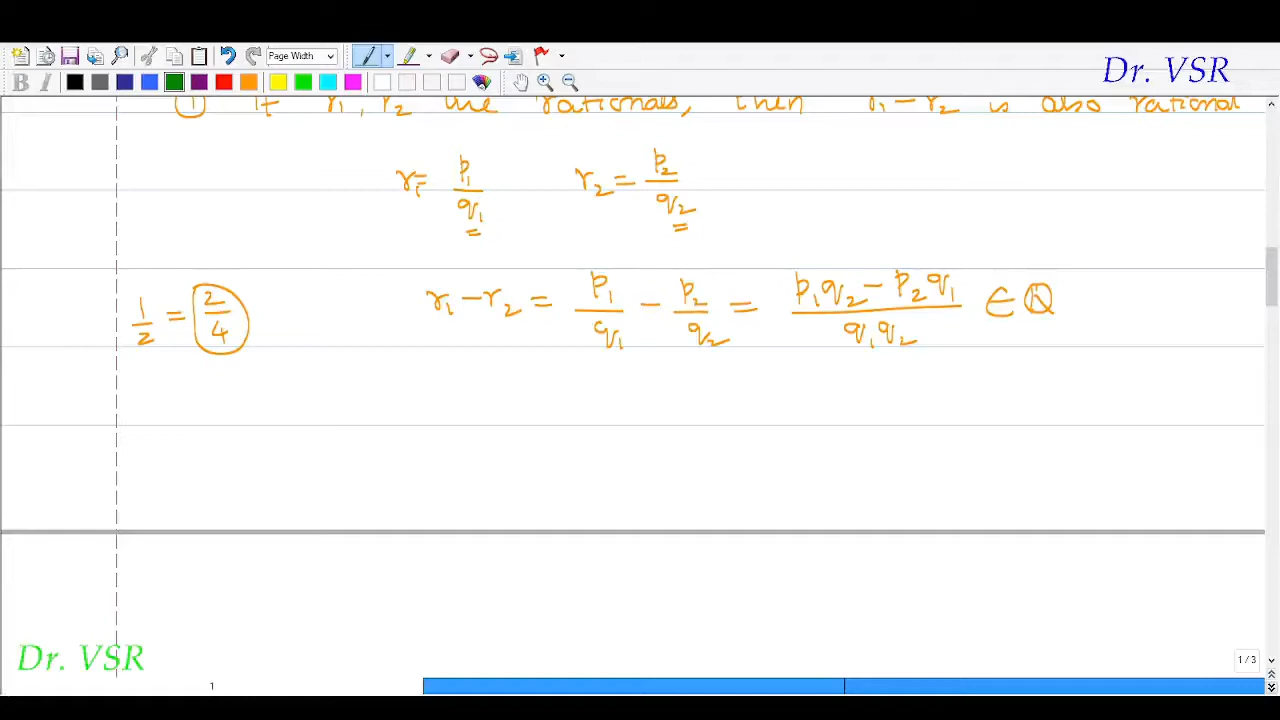 Page Width
Dr. VSR
① If r₁, r₂ are rationals, then r₁ − r₂ is also rational
r₁ = p₁/q₁ r₂ = p₂/q₂
1/2 = 2/4 r₁ − r₂ = p₁/q₁ − p₂/q₂ = (p₁q₂ − p₂q₁)/(q₁q₂) ∈ ℚ
Dr. VSR
1 / 3
1